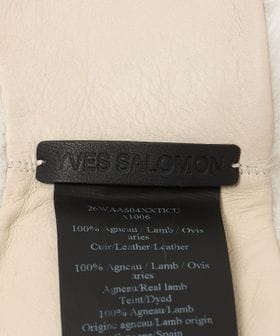 YVES SALOMON
26WAA604XXTICU
A1006
100% Agneau / Lamb / Ovis
aries
Cuir/Leather/Leather
100% Agneau / Lamb / Ovis
aries
Agneau/Real lamb
Teint/Dyed
Agneau / Lamb origin
Origine agneau/Lamb origin